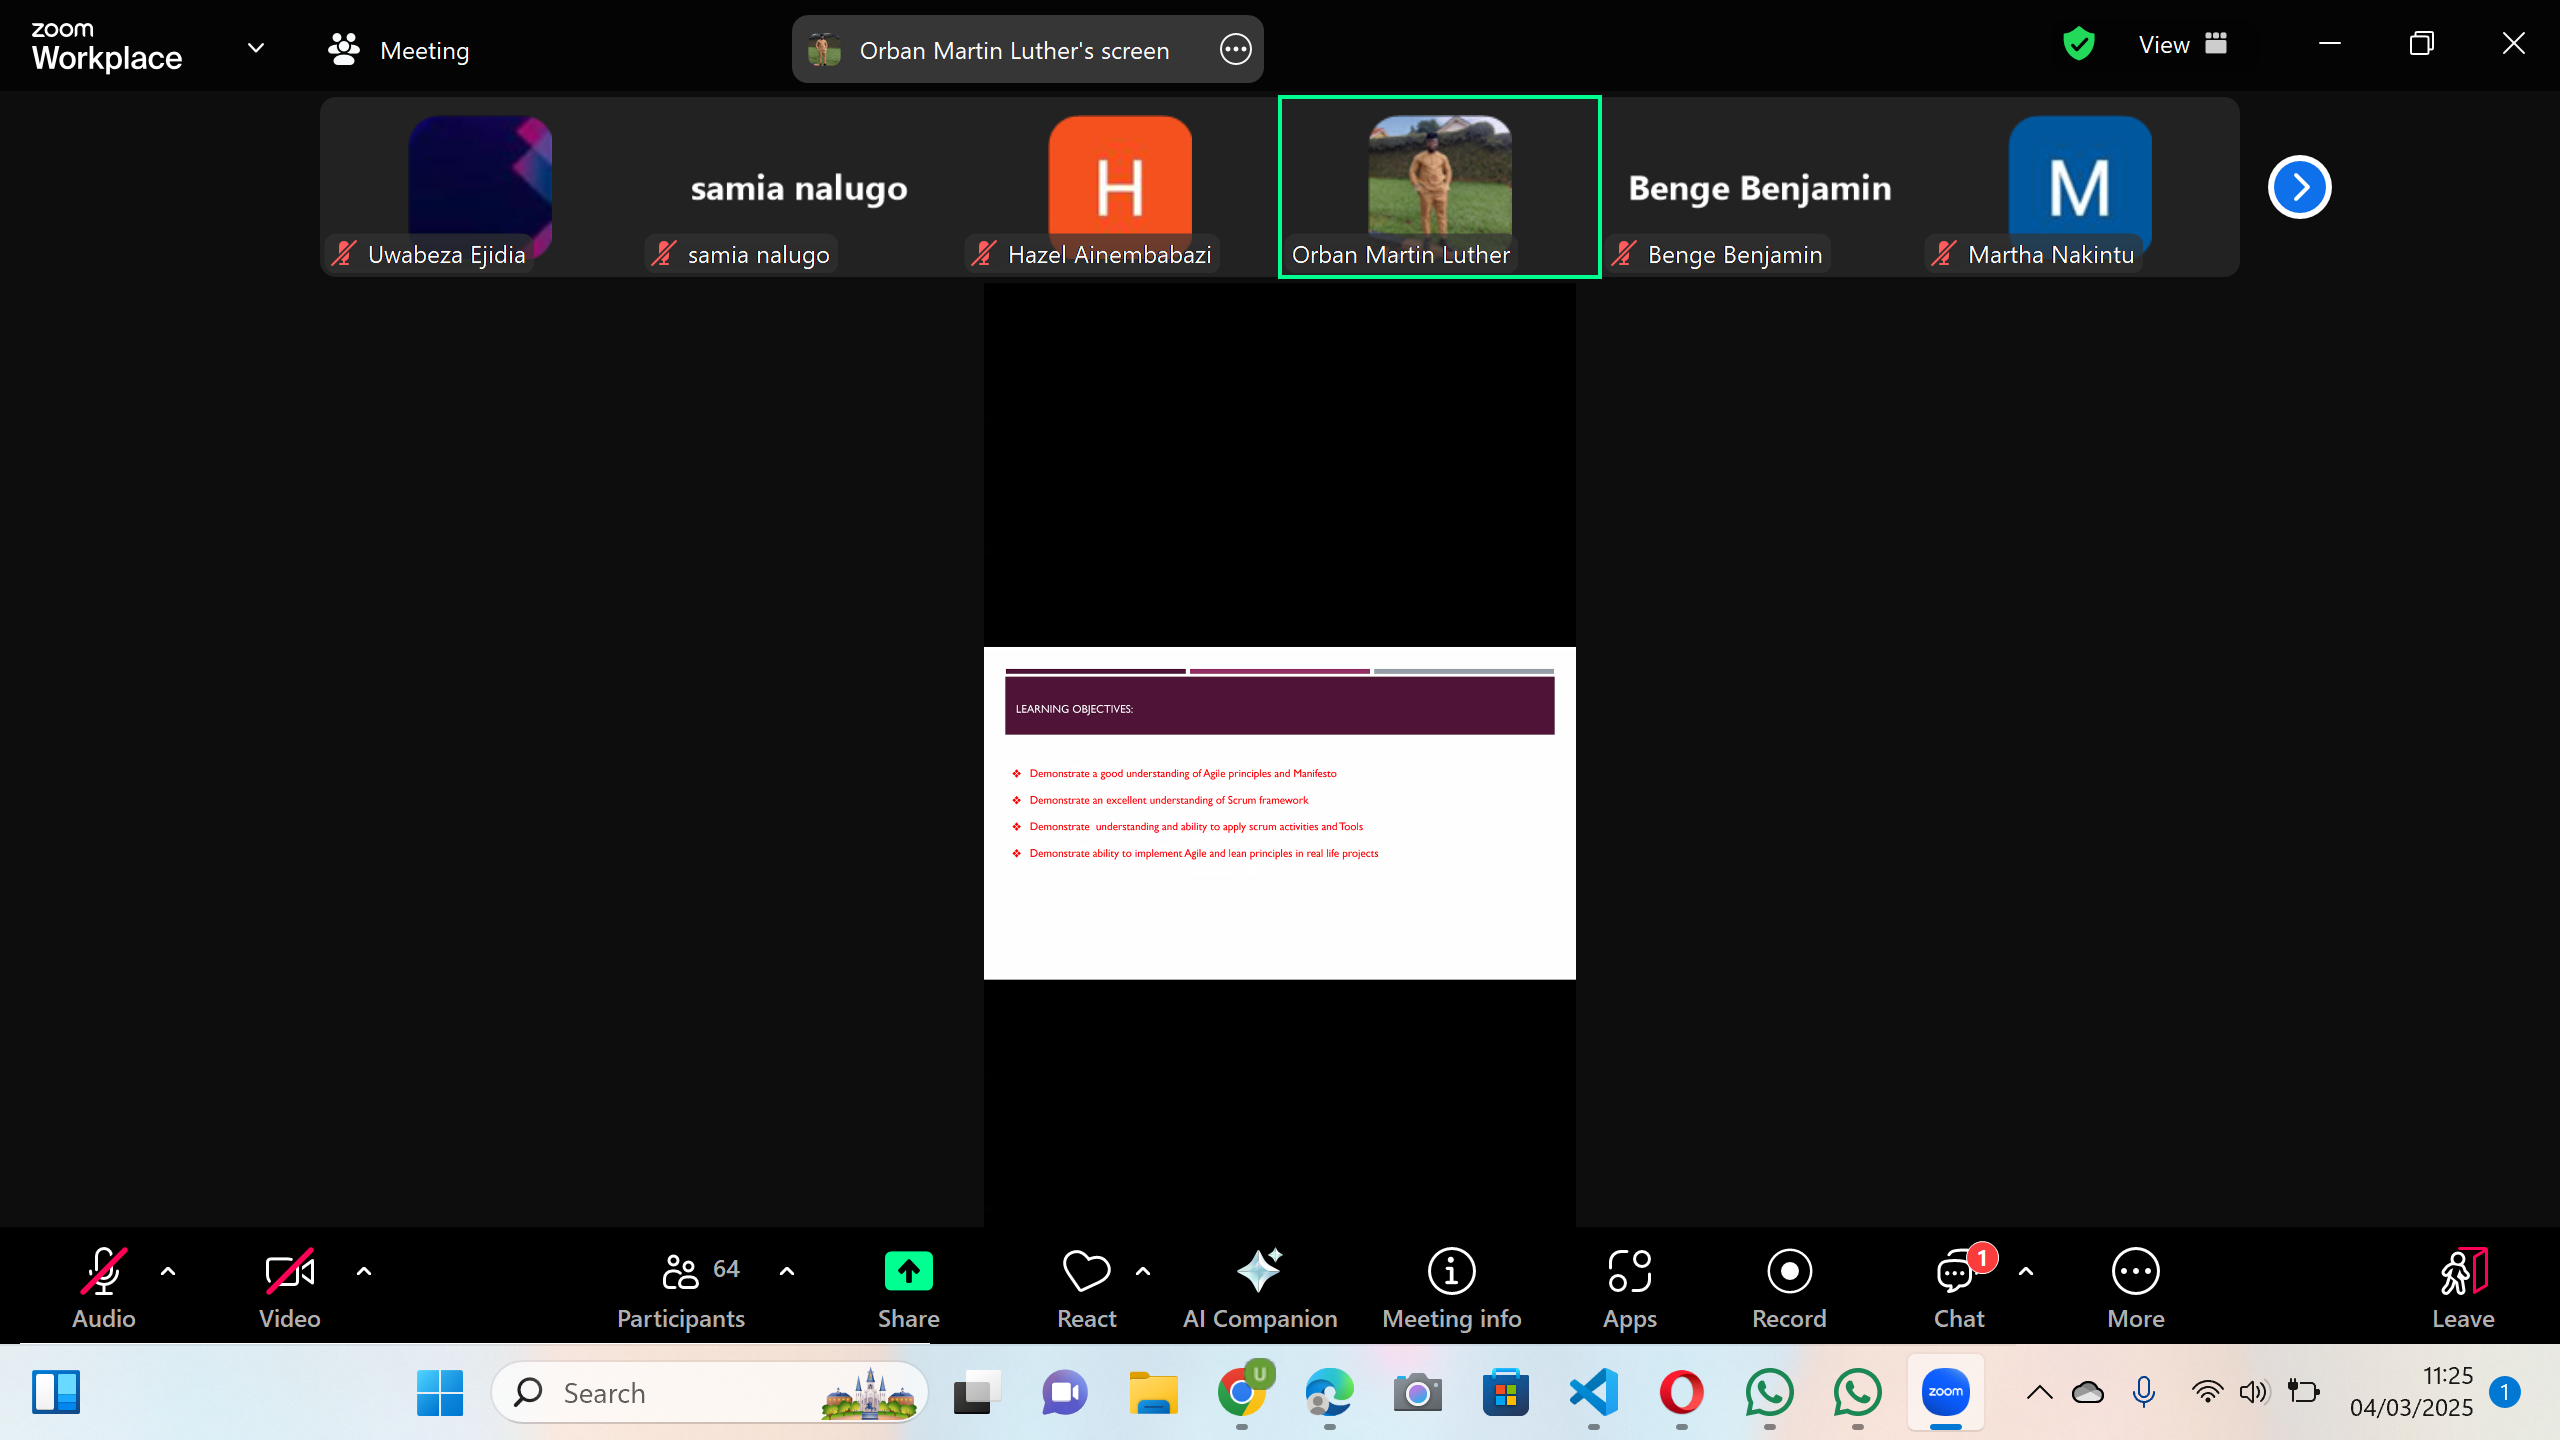 zoom
Workplace
Meeting
Orban Martin Luther's screen
View
samia nalugo
H
Benge Benjamin
M
Uwabeza Ejidia
samia nalugo
Hazel Ainembabazi
Orban Martin Luther
Benge Benjamin
Martha Nakintu
LEARNING OBJECTIVES:
❖ Demonstrate a good understanding of Agile principles and Manifesto
❖ Demonstrate an excellent understanding of Scrum framework
❖ Demonstrate understanding and ability to apply scrum activities and Tools
❖ Demonstrate ability to implement Agile and lean principles in real life projects
64
1
Audio
Video
Participants
Share
React
AI Companion
Meeting info
Apps
Record
Chat
More
Leave
Search
U
zoom
11:25
04/03/2025
1